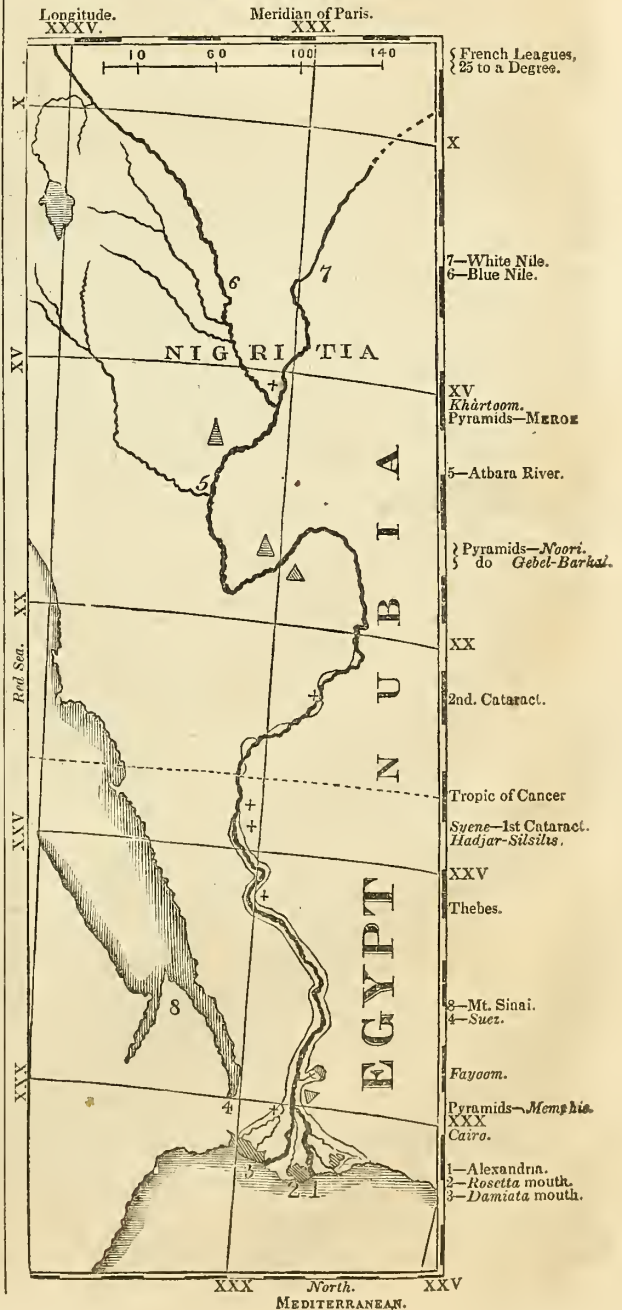 Longitude.
XXXV.
Meridian of Paris.
XXX.
10 60 100 140
French Leagues,
25 to a Degree.
X
X
7—White Nile.
6—Blue Nile.
6
7
NIGRITIA
XV
XV
Khàrtoom.
Pyramids—MEROE
5—Atbara River.
5
Pyramids—Noori.
do Gebel-Barkal.
NUBIA
XX
XX
Red Sea.
2nd. Cataract.
Tropic of Cancer
Syene—1st Cataract.
Hadjar-Silsilis.
XXV
XXV
Thebes.
EGYPT
8—Mt. Sinai.
4—Suez.
8
Fayoom.
XXX
Pyramids—Memphis.
XXX
Cairo.
4
1—Alexandria.
2—Rosetta mouth.
3—Damiata mouth.
3 2 1
XXX North. XXV
MEDITERRANEAN.